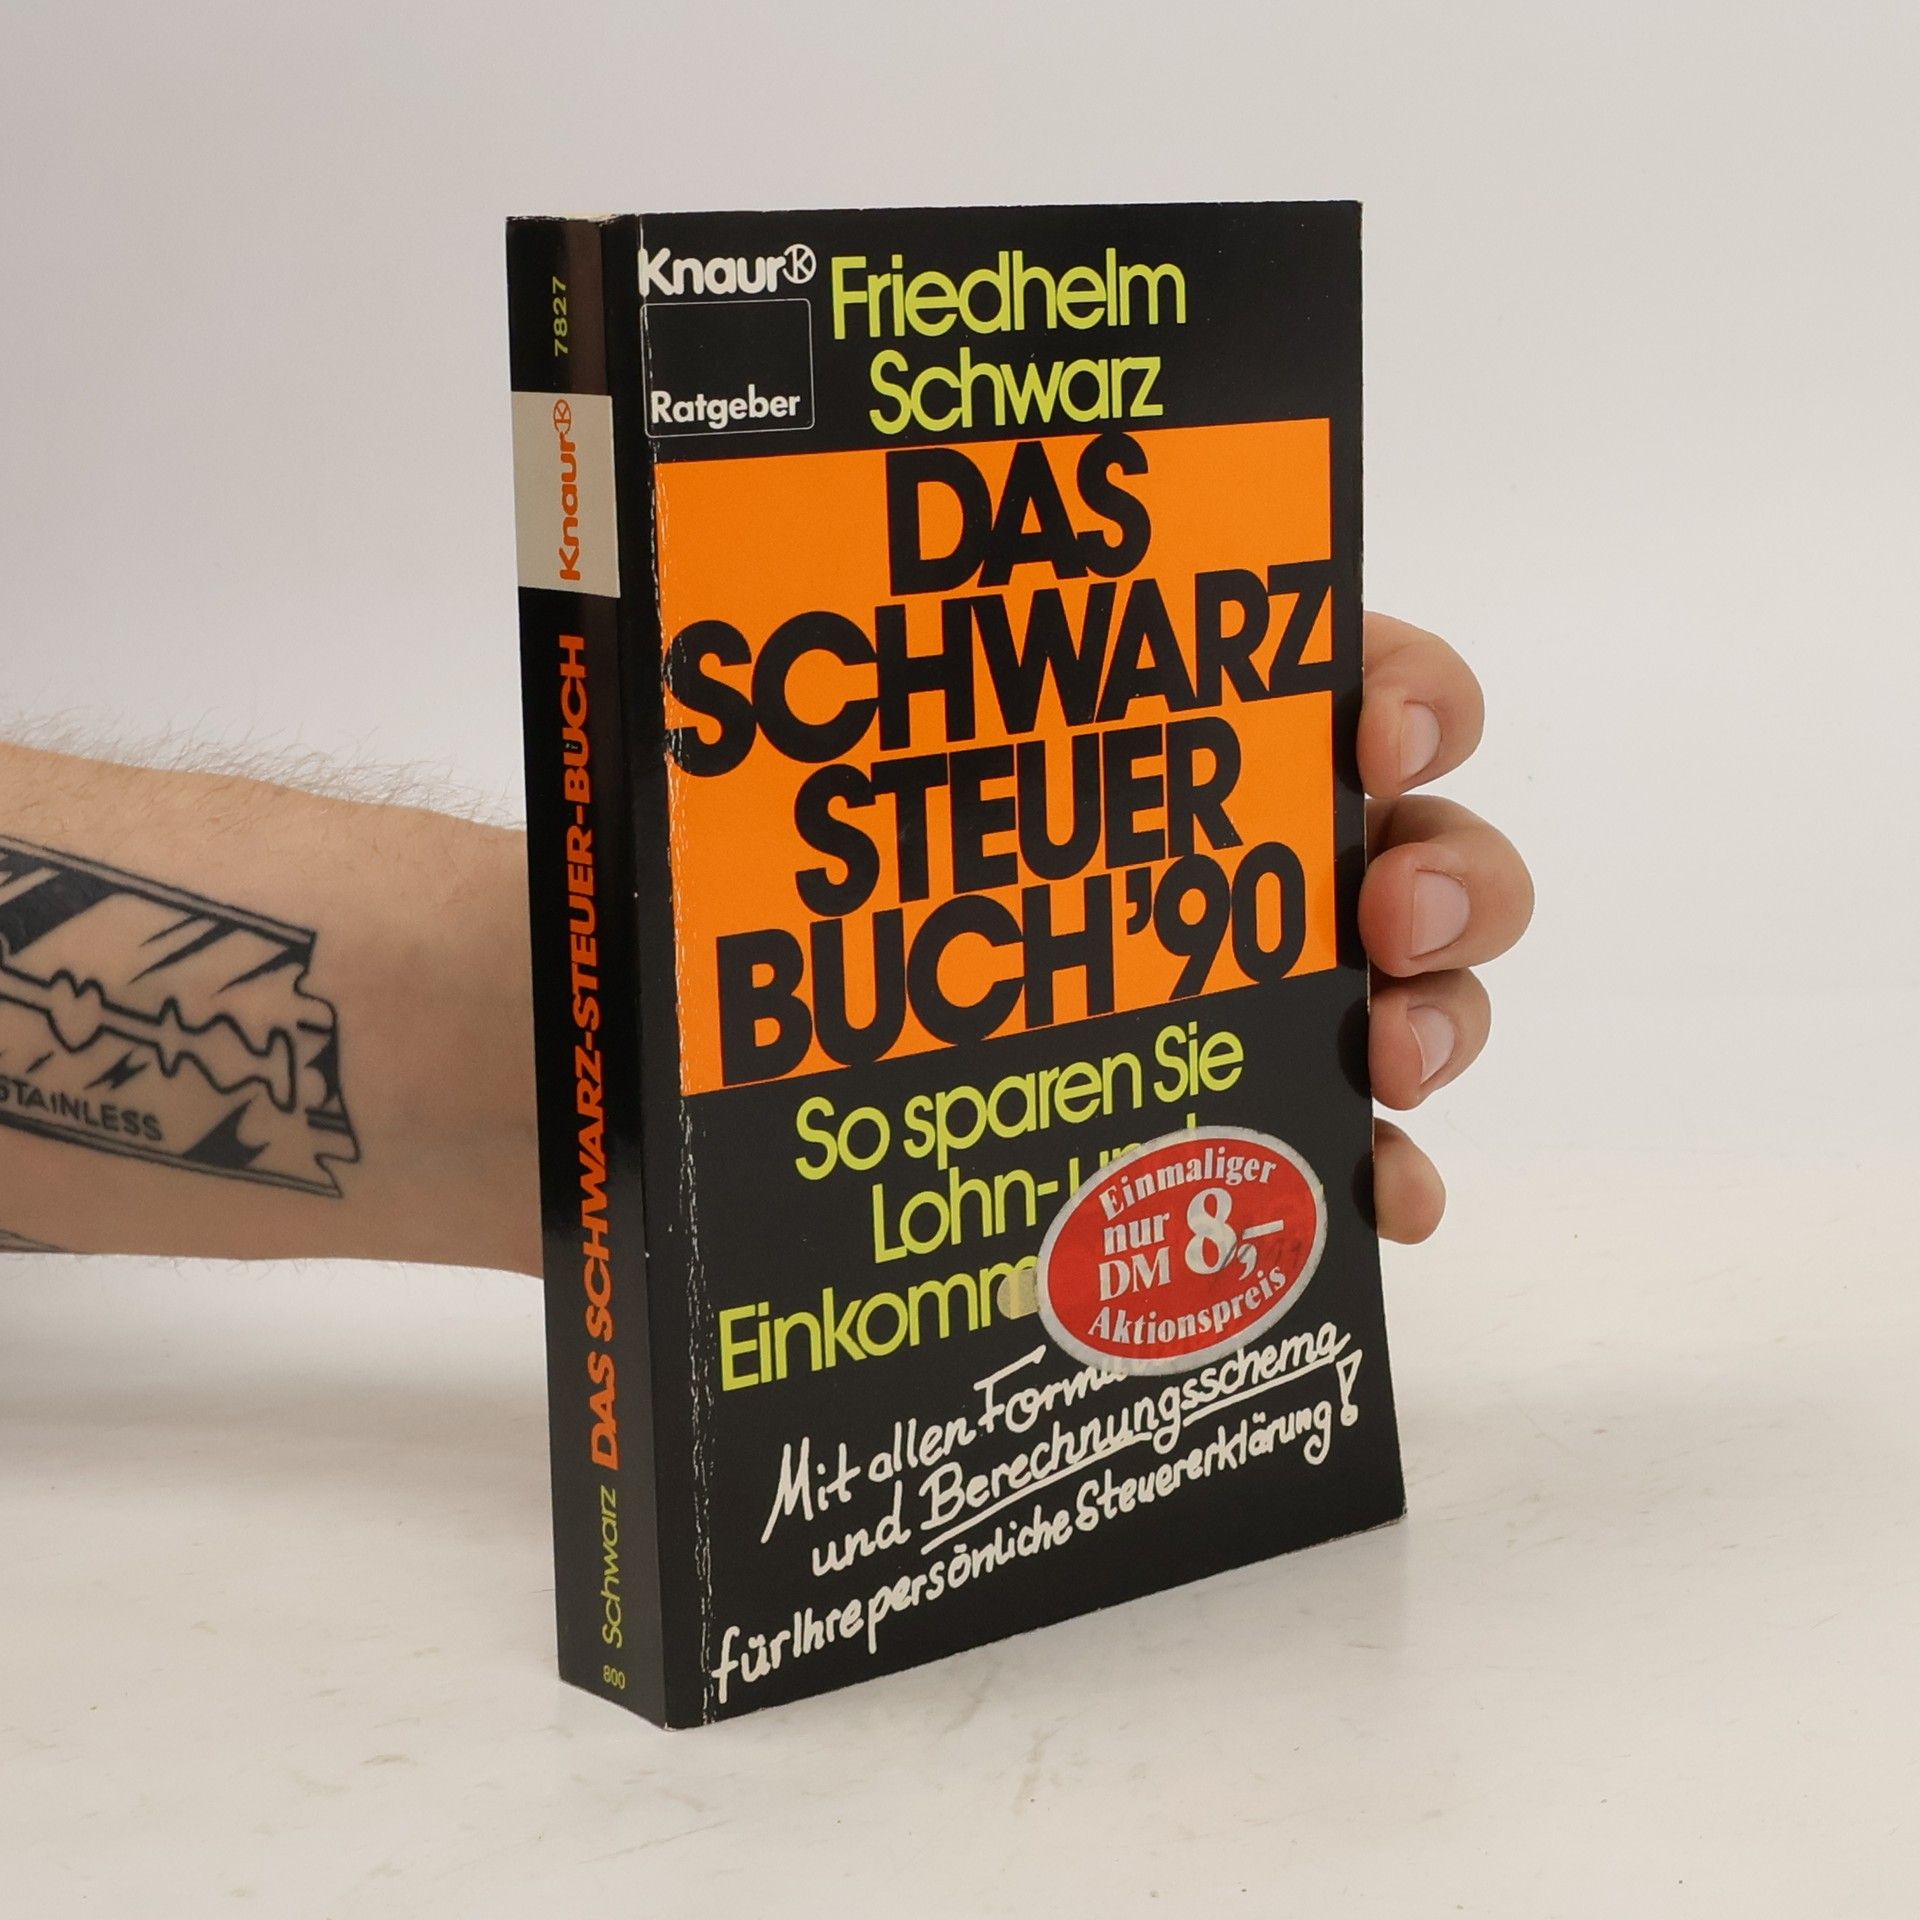 Knaur
Ratgeber
Friedhelm
Schwarz
DAS
SCHWARZ
STEUER
BUCH '90
So sparen Sie
Lohn-
Einmaliger
nur
DM 8,-
Aktionspreis
Mit allen
und Berechnungsschema
für Ihre persönliche Steuererklärung!
7827
Knaur
Schwarz DAS SCHWARZ-STEUER-BUCH
800
STAINLESS